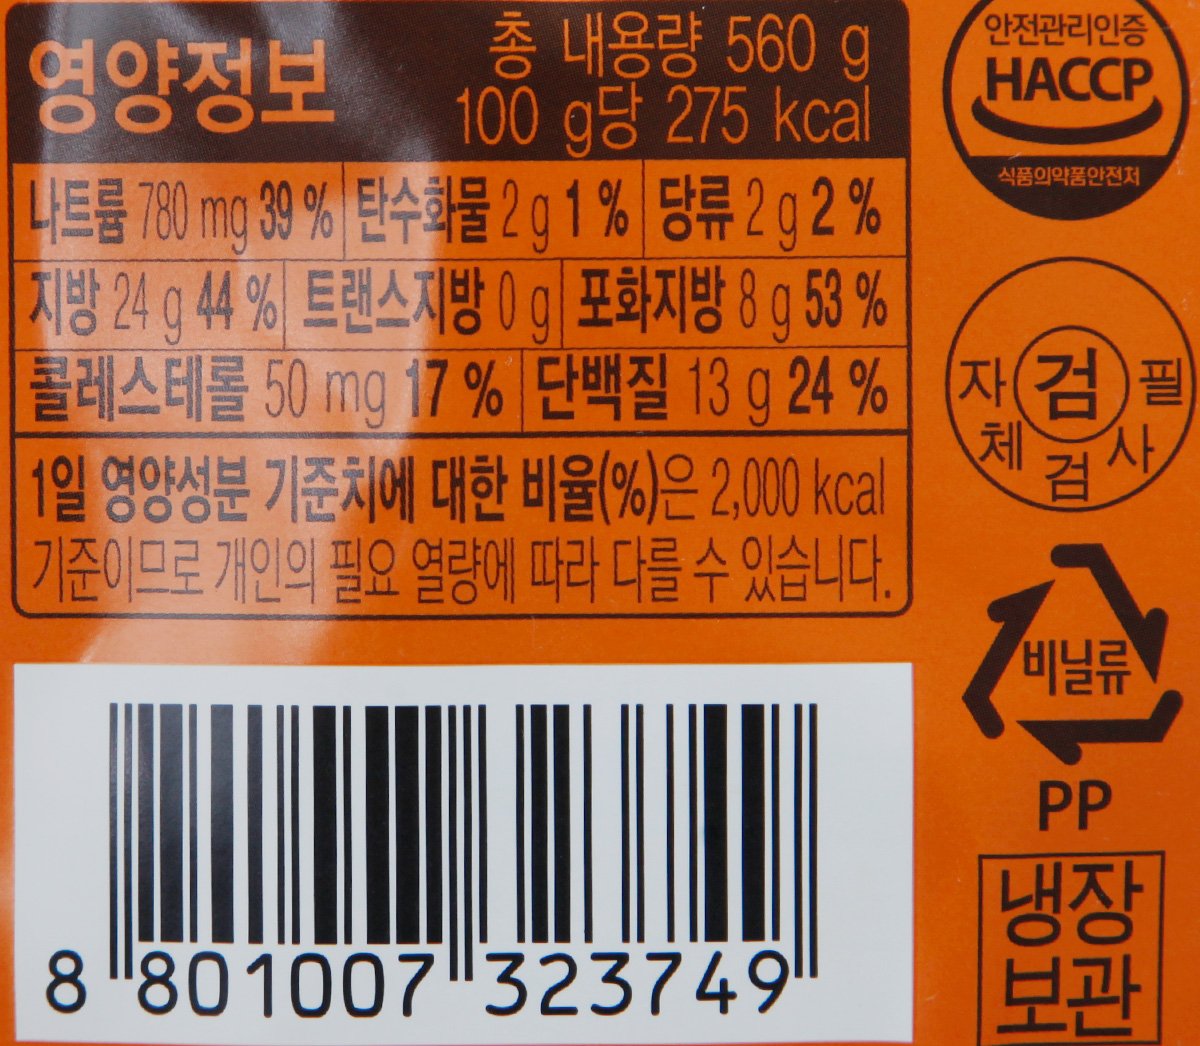 영양정보
총 내용량 560 g
100 g당 275 kcal
나트륨 780 mg 39 % 탄수화물 2 g 1 % 당류 2 g 2 %
지방 24 g 44 % 트랜스지방 0 g 포화지방 8 g 53 %
콜레스테롤 50 mg 17 % 단백질 13 g 24 %
1일 영양성분 기준치에 대한 비율(%)은 2,000 kcal
기준이므로 개인의 필요 열량에 따라 다를 수 있습니다.
8 801007 323749
안전관리인증
HACCP
식품의약품안전처
검
자체검사필
비닐류
PP
냉장
보관